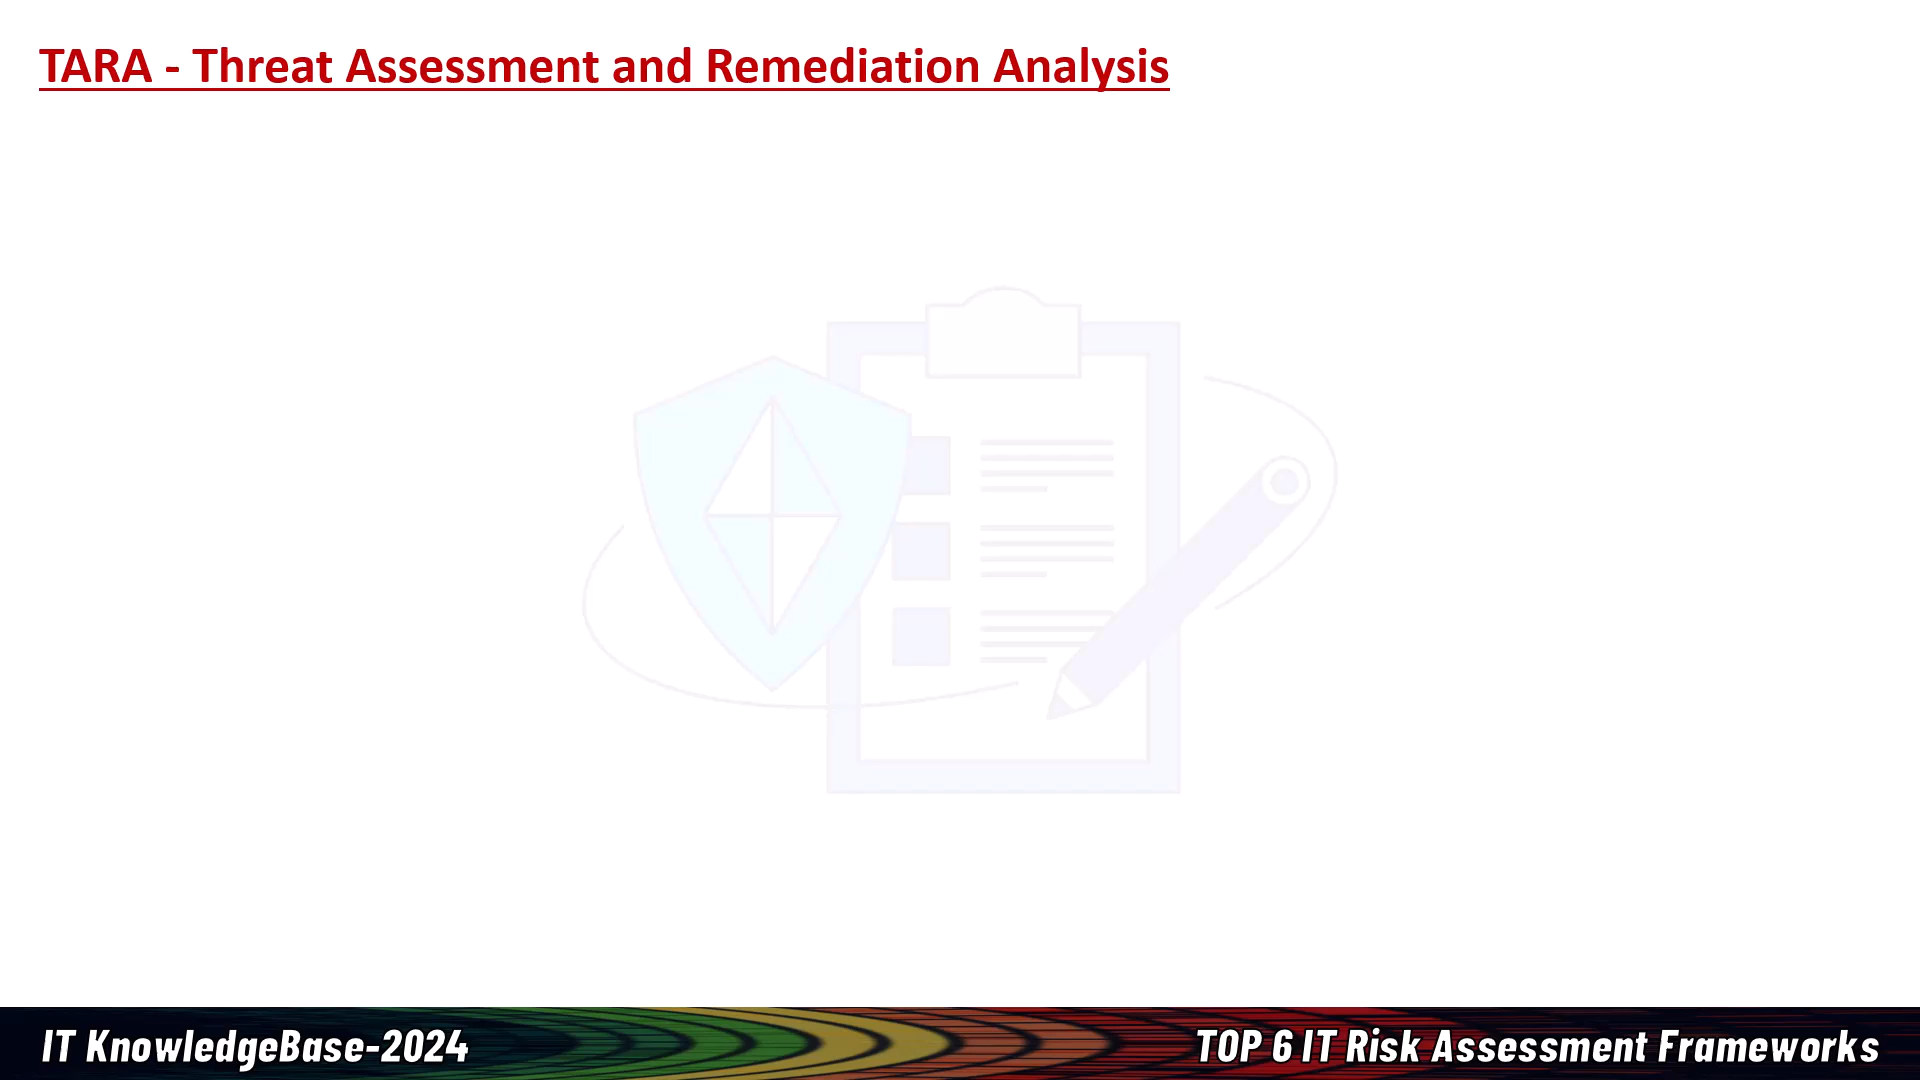 TARA - Threat Assessment and Remediation Analysis
IT KnowledgeBase-2024
TOP 6 IT Risk Assessment Frameworks